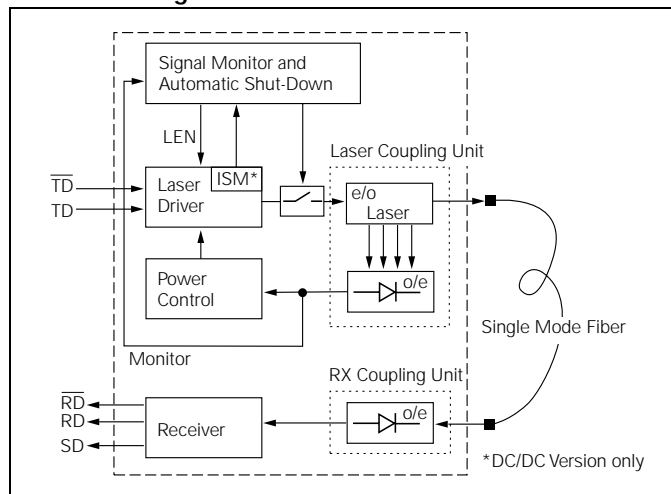 Signal Monitor and
Automatic Shut-Down
LEN
Laser Coupling Unit
TD
TD
Laser
Driver
ISM*
e/o
Laser
Power
Control
o/e
Single Mode Fiber
Monitor
RX Coupling Unit
RD
RD
SD
Receiver
o/e
*DC/DC Version only